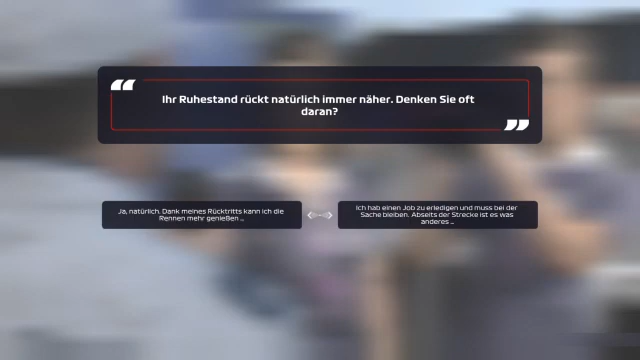 Ihr Ruhestand rückt natürlich immer näher. Denken Sie oft
daran?
Ja, natürlich. Dank meines Rücktritts kann ich die
Rennen mehr genießen ...
Ich hab einen Job zu erledigen und muss bei der
Sache bleiben. Abseits der Strecke ist es was
anderes ...